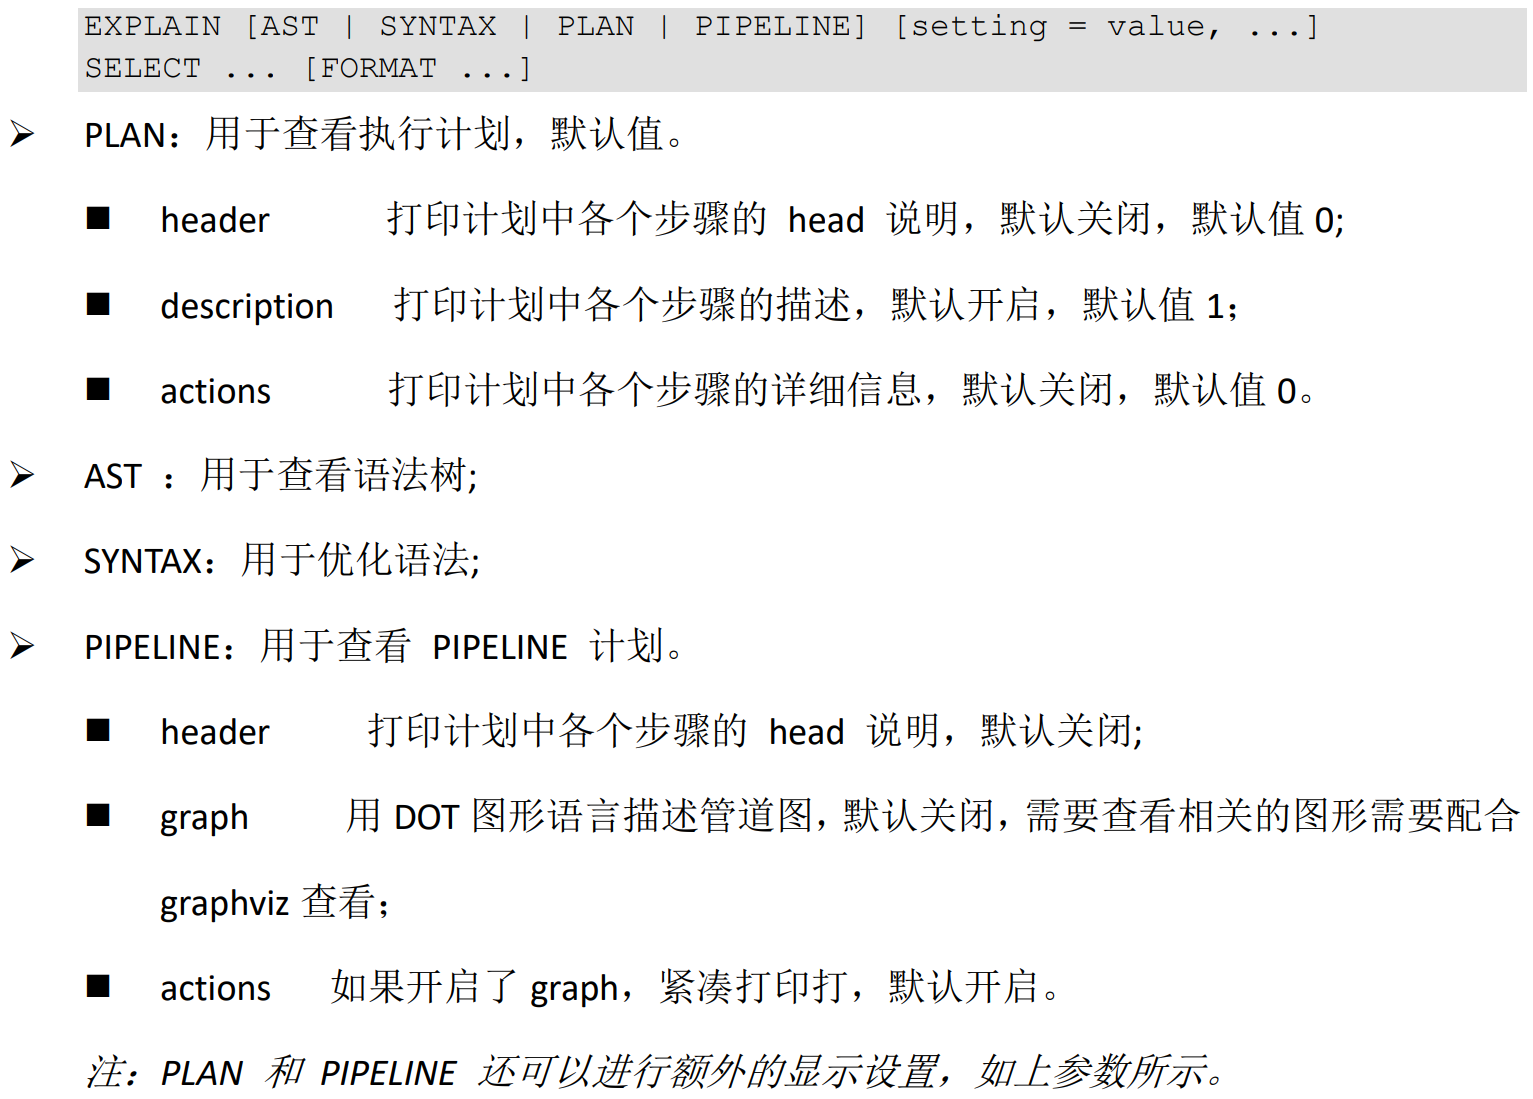 EXPLAIN [AST | SYNTAX | PLAN | PIPELINE] [setting = value, ...]
SELECT ... [FORMAT ...]
➢ PLAN：用于查看执行计划，默认值。
■ header 打印计划中各个步骤的 head 说明，默认关闭，默认值 0;
■ description 打印计划中各个步骤的描述，默认开启，默认值 1；
■ actions 打印计划中各个步骤的详细信息，默认关闭，默认值 0。
➢ AST ：用于查看语法树;
➢ SYNTAX：用于优化语法;
➢ PIPELINE：用于查看 PIPELINE 计划。
■ header 打印计划中各个步骤的 head 说明，默认关闭;
■ graph 用 DOT 图形语言描述管道图，默认关闭，需要查看相关的图形需要配合
graphviz 查看；
■ actions 如果开启了 graph，紧凑打印打，默认开启。
注：PLAN 和 PIPELINE 还可以进行额外的显示设置，如上参数所示。